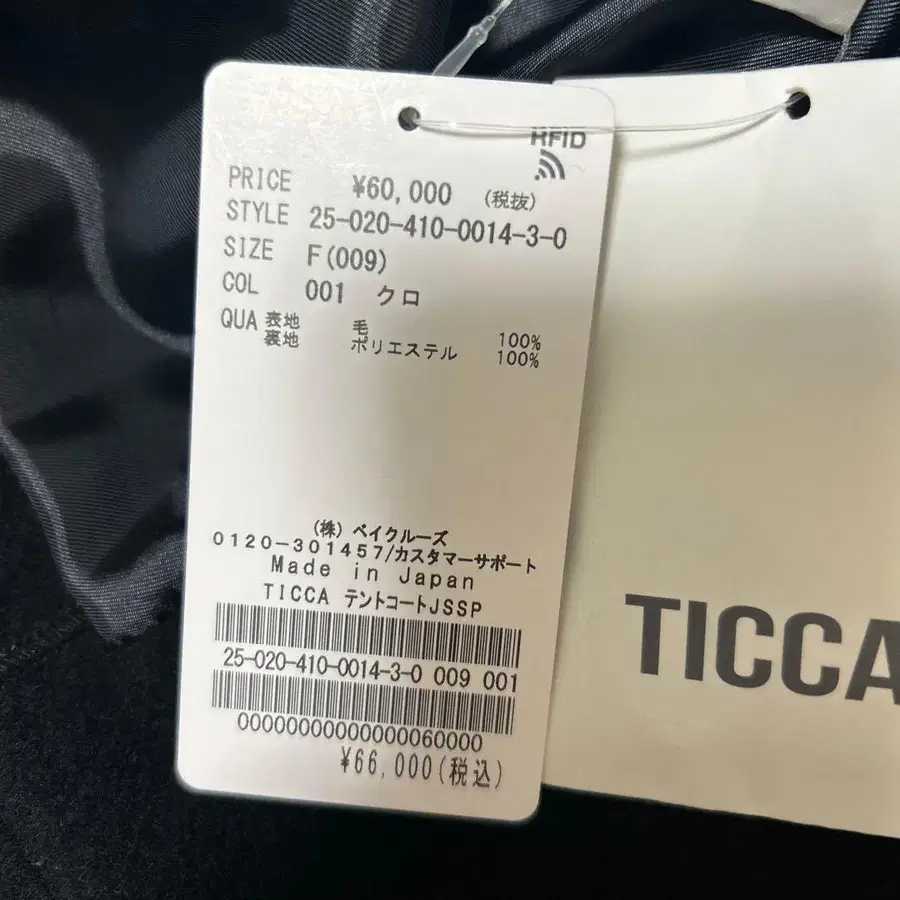 RFID
PRICE ¥60,000 (税抜)
STYLE 25-020-410-0014-3-0
SIZE F(009)
COL 001 クロ
QUA 表地 毛 100%
裏地 ポリエステル 100%
(株) ベイクルーズ
0120-301457/カスタマーサポート
Made in Japan
TICCA テントコートJSSP
25-020-410-0014-3-0 009 001
00000000000000060000
¥66,000(税込)
TICCA